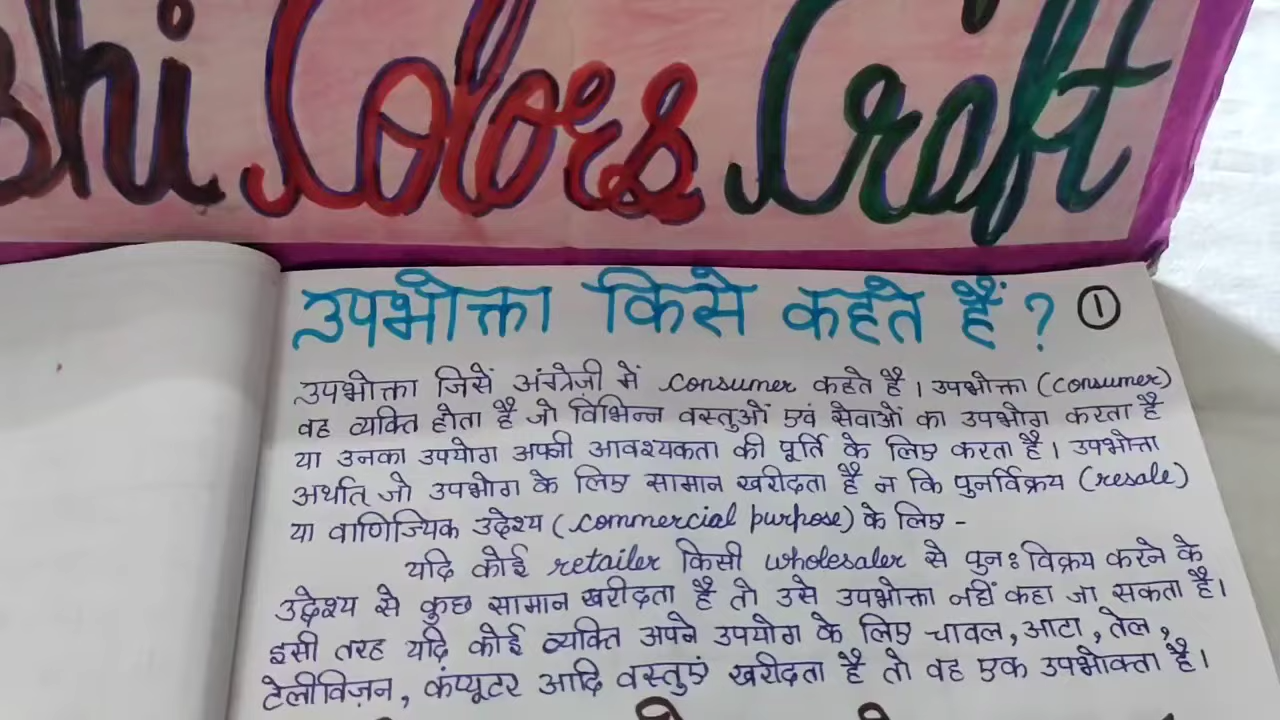 shi Colors Craft
उपभोक्ता किसे कहते हैं ? ①
उपभोक्ता जिसें अंग्रेज़ी में consumer कहते है । उपभोक्ता (consumer)
वह व्यक्ति होता है जो विभिन्न वस्तुओं एवं सेवाओं का उपभोग करता है
या उनका उपयोग अपनी आवश्यकता की पूर्ति के लिए करता है । उपभोत्ता
अर्थात् जो उपभोग के लिए सामान खरीदता है न कि पुनर्विक्रय (resale)
या वाणिज्यिक उद्देश्य (commercial purpose) के लिए -
यदि कोई retailer किसी wholesaler से पुनः विक्रय करने के
उद्देश्य से कुछ सामान खरीदता है तो उसे उपभोक्ता नहीं कहा जा सकता है।
इसी तरह यदि कोई व्यक्ति अपने उपयोग के लिए चावल, आटा, तेल,
टेलीविज़न, कंप्यूटर आदि वस्तुएं खरीदता है तो वह एक उपभोक्ता है।